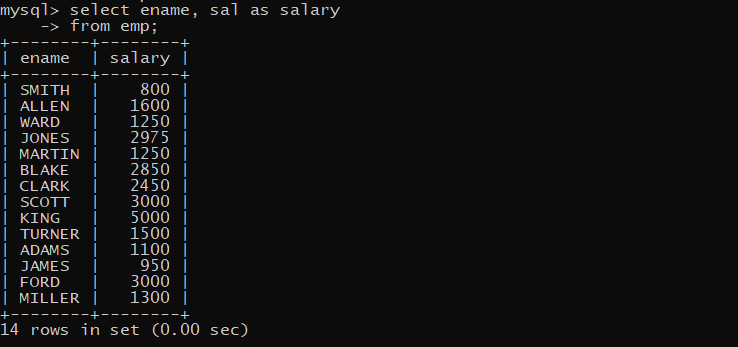 mysql> select ename, sal as salary
    -> from emp;
+--------+--------+
| ename  | salary |
+--------+--------+
| SMITH  |    800 |
| ALLEN  |   1600 |
| WARD   |   1250 |
| JONES  |   2975 |
| MARTIN |   1250 |
| BLAKE  |   2850 |
| CLARK  |   2450 |
| SCOTT  |   3000 |
| KING   |   5000 |
| TURNER |   1500 |
| ADAMS  |   1100 |
| JAMES  |    950 |
| FORD   |   3000 |
| MILLER |   1300 |
+--------+--------+
14 rows in set (0.00 sec)